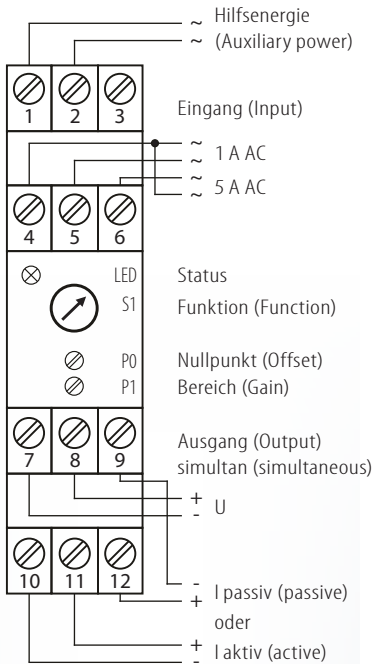 ~ Hilfsenergie
~ (Auxiliary power)
1 2 3
Eingang (Input)
~
~ 1 A AC
~
~ 5 A AC
4 5 6
LED Status
S1 Funktion (Function)
P0 Nullpunkt (Offset)
P1 Bereich (Gain)
7 8 9
Ausgang (Output)
simultan (simultaneous)
+
- U
10 11 12
-
+ I passiv (passive)
oder
+
- I aktiv (active)